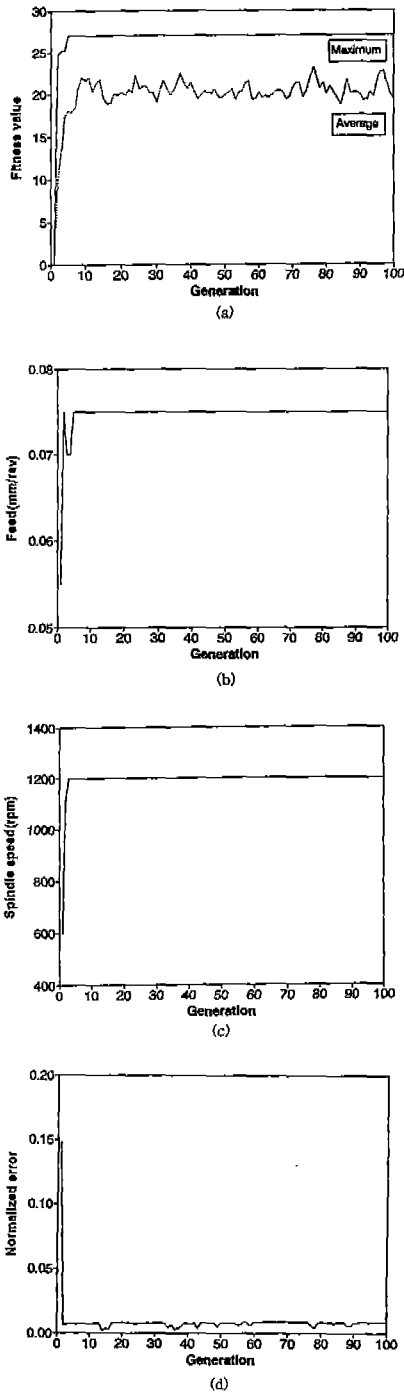 30
25
20
15
10
5
0
Fitness value
Maximum
Average
0 10 20 30 40 50 60 70 80 90 100
Generation
(a)
0.08
0.07
0.06
0.05
Feed(mm/rev)
0 10 20 30 40 50 60 70 80 90 100
Generation
(b)
1400
1200
1000
800
600
400
Spindle speed(rpm)
0 10 20 30 40 50 60 70 80 90 100
Generation
(c)
0.20
0.15
0.10
0.05
0.00
Normalized error
0 10 20 30 40 50 60 70 80 90 100
Generation
(d)